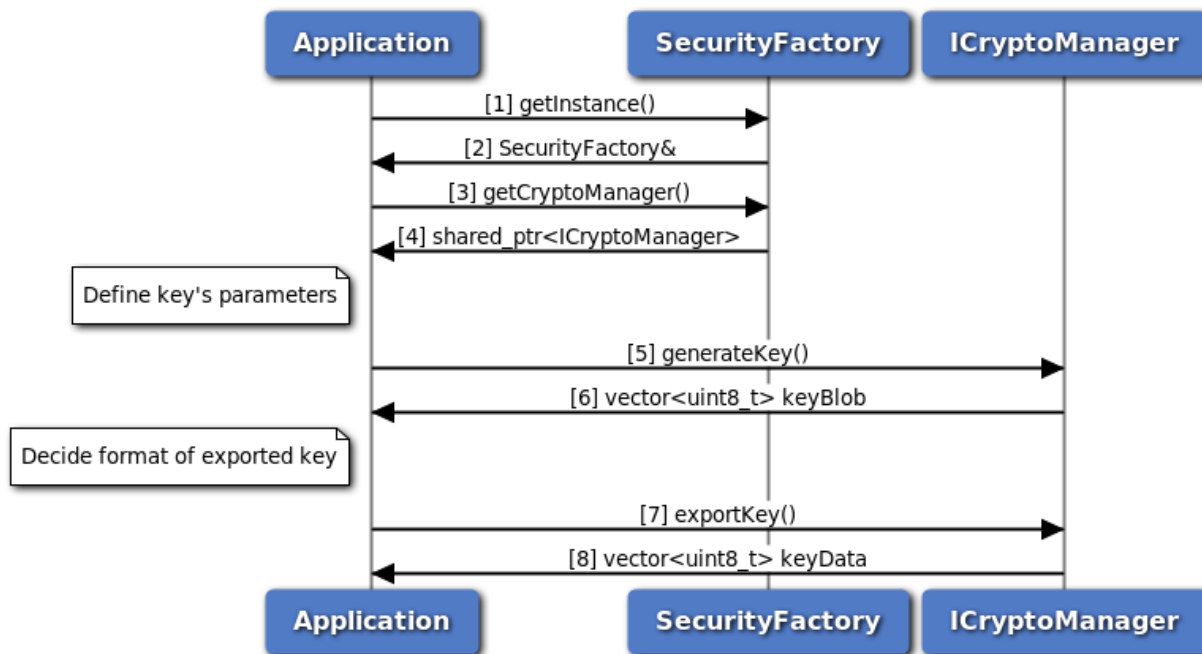 Application SecurityFactory ICryptoManager
[1] getInstance()
[2] SecurityFactory&
[3] getCryptoManager()
[4] shared_ptr<ICryptoManager>
Define key's parameters
[5] generateKey()
[6] vector<uint8_t> keyBlob
Decide format of exported key
[7] exportKey()
[8] vector<uint8_t> keyData
Application SecurityFactory ICryptoManager